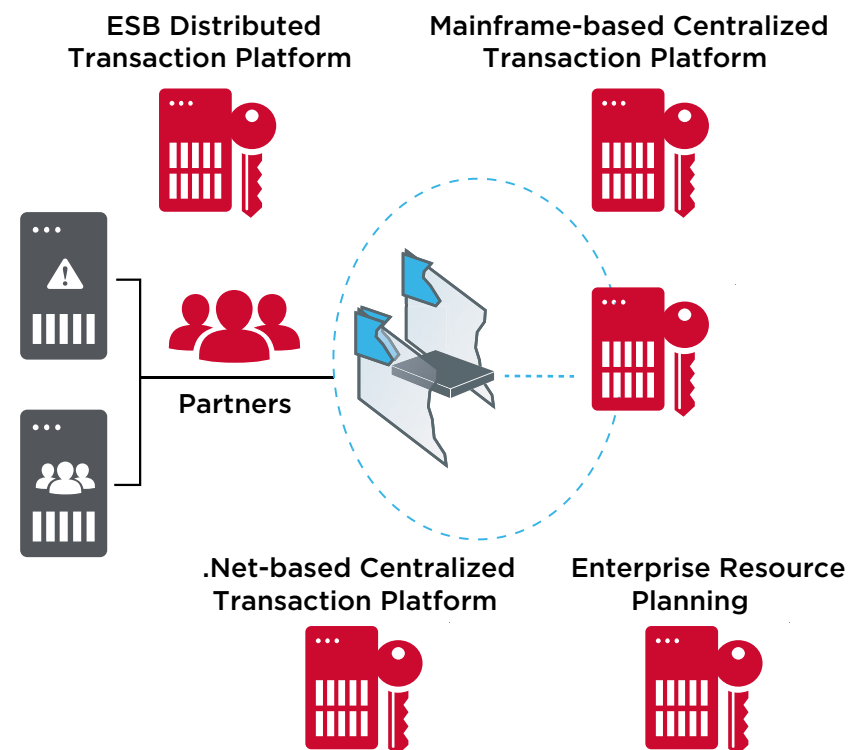 ESB Distributed
Transaction Platform
Mainframe-based Centralized
Transaction Platform
Partners
.Net-based Centralized
Transaction Platform
Enterprise Resource
Planning